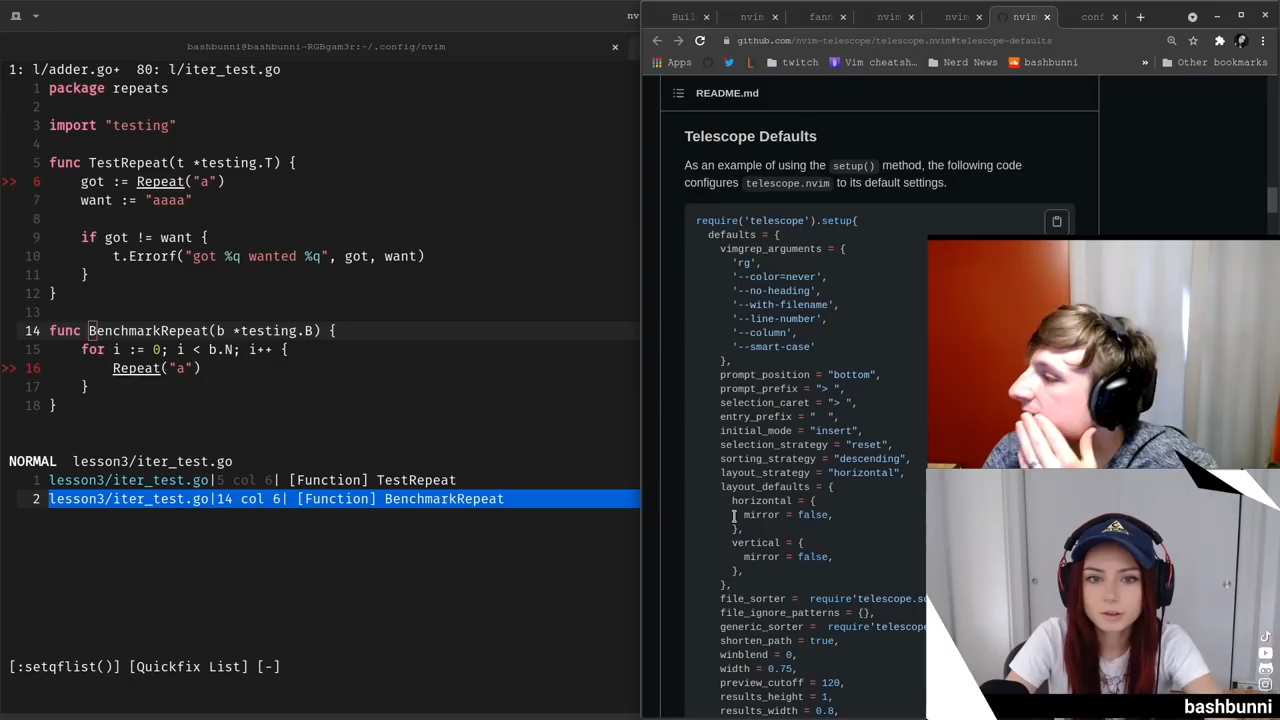 nv
bashbunni@bashbunni-RGBgam3r:~/.config/nvim
1: l/adder.go+  80: l/iter_test.go
1 package repeats
2
3 import "testing"
4
5 func TestRepeat(t *testing.T) {
>> 6 got := Repeat("a")
7 want := "aaaa"
8
9 if got != want {
10 t.Errorf("got %q wanted %q", got, want)
11 }
12 }
13
14 func BenchmarkRepeat(b *testing.B) {
15 for i := 0; i < b.N; i++ {
>> 16 Repeat("a")
17 }
18 }
NORMAL lesson3/iter_test.go
1 lesson3/iter_test.go|5 col 6| [Function] TestRepeat
2 lesson3/iter_test.go|14 col 6| [Function] BenchmarkRepeat
[:setqflist()] [Quickfix List] [-]
Buil nvim fann nvim nvim nvim conf
github.com/nvim-telescope/telescope.nvim#telescope-defaults
Apps twitch Vim cheatsh... Nerd News bashbunni » Other bookmarks
README.md
Telescope Defaults
As an example of using the setup() method, the following code
configures telescope.nvim to its default settings.
require('telescope').setup{
defaults = {
vimgrep_arguments = {
'rg',
'--color=never',
'--no-heading',
'--with-filename',
'--line-number',
'--column',
'--smart-case'
},
prompt_position = "bottom",
prompt_prefix = "> ",
selection_caret = "> ",
entry_prefix = "  ",
initial_mode = "insert",
selection_strategy = "reset",
sorting_strategy = "descending",
layout_strategy = "horizontal",
layout_defaults = {
horizontal = {
mirror = false,
},
vertical = {
mirror = false,
},
},
file_sorter =  require'telescope.so
file_ignore_patterns = {},
generic_sorter =  require'telescope
shorten_path = true,
winblend = 0,
width = 0.75,
preview_cutoff = 120,
results_height = 1,
results_width = 0.8,
bashbunni